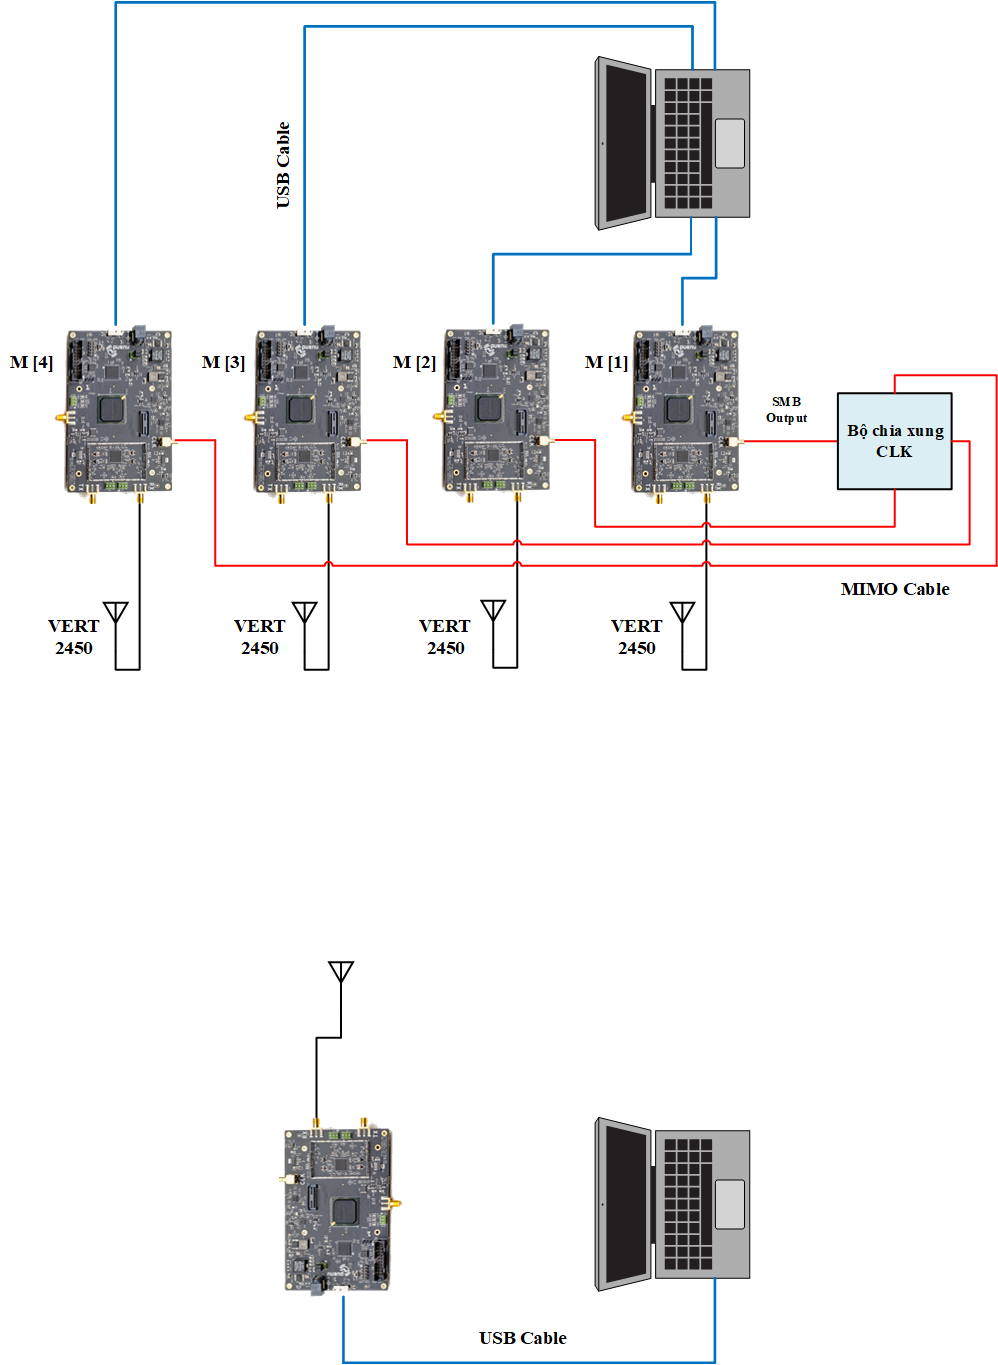 USB Cable
M [4]
M [3]
M [2]
M [1]
SMB
Output
Bộ chia xung
CLK
MIMO Cable
VERT
2450
VERT
2450
VERT
2450
VERT
2450
USB Cable